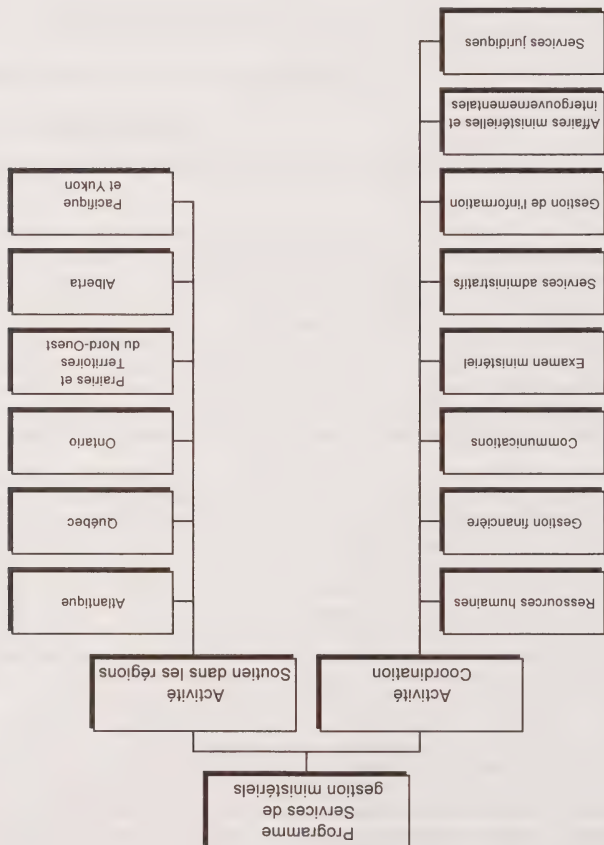 Programme
Services de
gestion ministériels
Activité
Coordination
Ressources humaines
Gestion financière
Communications
Examen ministériel
Services administratifs
Gestion de l'information
Affaires ministérielles et
intergouvernementales
Services juridiques
Activité
Soutien dans les régions
Atlantique
Québec
Ontario
Prairies et
Territoires
du Nord-Ouest
Alberta
Pacifique
et Yukon